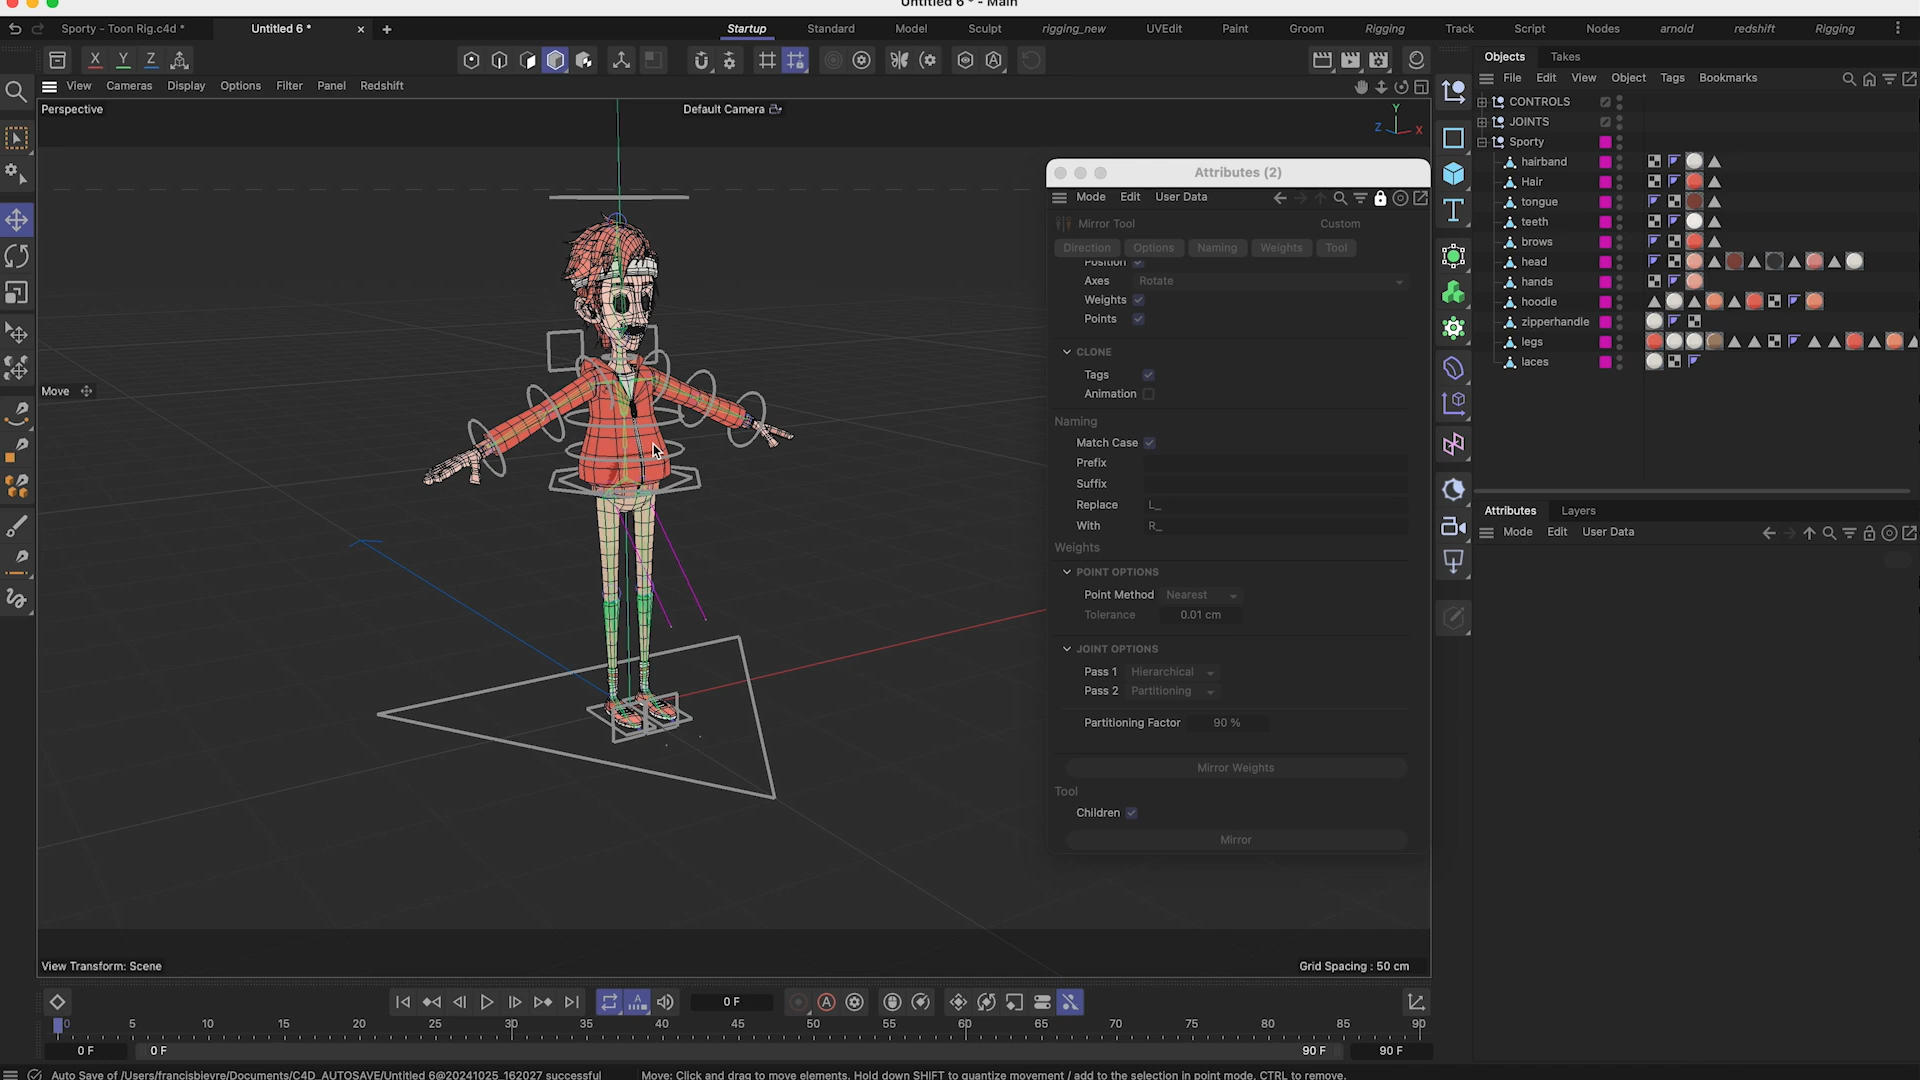 Untitled 6 * - Main
Sporty - Toon Rig.c4d *
Untitled 6 *
Startup
Standard
Model
Sculpt
rigging_new
UVEdit
Paint
Groom
Rigging
Track
Script
Nodes
arnold
redshift
Rigging
X
Y
Z
Objects
Takes
View
Cameras
Display
Options
Filter
Panel
Redshift
File
Edit
View
Object
Tags
Bookmarks
Perspective
Default Camera
Y
Z
X
CONTROLS
JOINTS
Sporty
hairband
Hair
tongue
teeth
brows
head
hands
hoodie
zipperhandle
legs
laces
Attributes (2)
Mode
Edit
User Data
Mirror Tool
Custom
Direction
Options
Naming
Weights
Tool
Position
Axes
Rotate
Weights
Points
CLONE
Tags
Animation
Naming
Match Case
Prefix
Suffix
Replace
L_
With
R_
Weights
POINT OPTIONS
Point Method
Nearest
Tolerance
0.01 cm
JOINT OPTIONS
Pass 1
Hierarchical
Pass 2
Partitioning
Partitioning Factor
90 %
Mirror Weights
Tool
Children
Mirror
Move
Attributes
Layers
Mode
Edit
User Data
View Transform: Scene
Grid Spacing : 50 cm
0 F
0 5 10 15 20 25 30 35 40 45 50 55 60 65 70 75 80 85 90
0 F
0 F
90 F
90 F
Auto Save of /Users/francisbievre/Documents/C4D_AUTOSAVE/Untitled 6@20241025_162027 successful
Move: Click and drag to move elements. Hold down SHIFT to quantize movement / add to the selection in point mode, CTRL to remove.